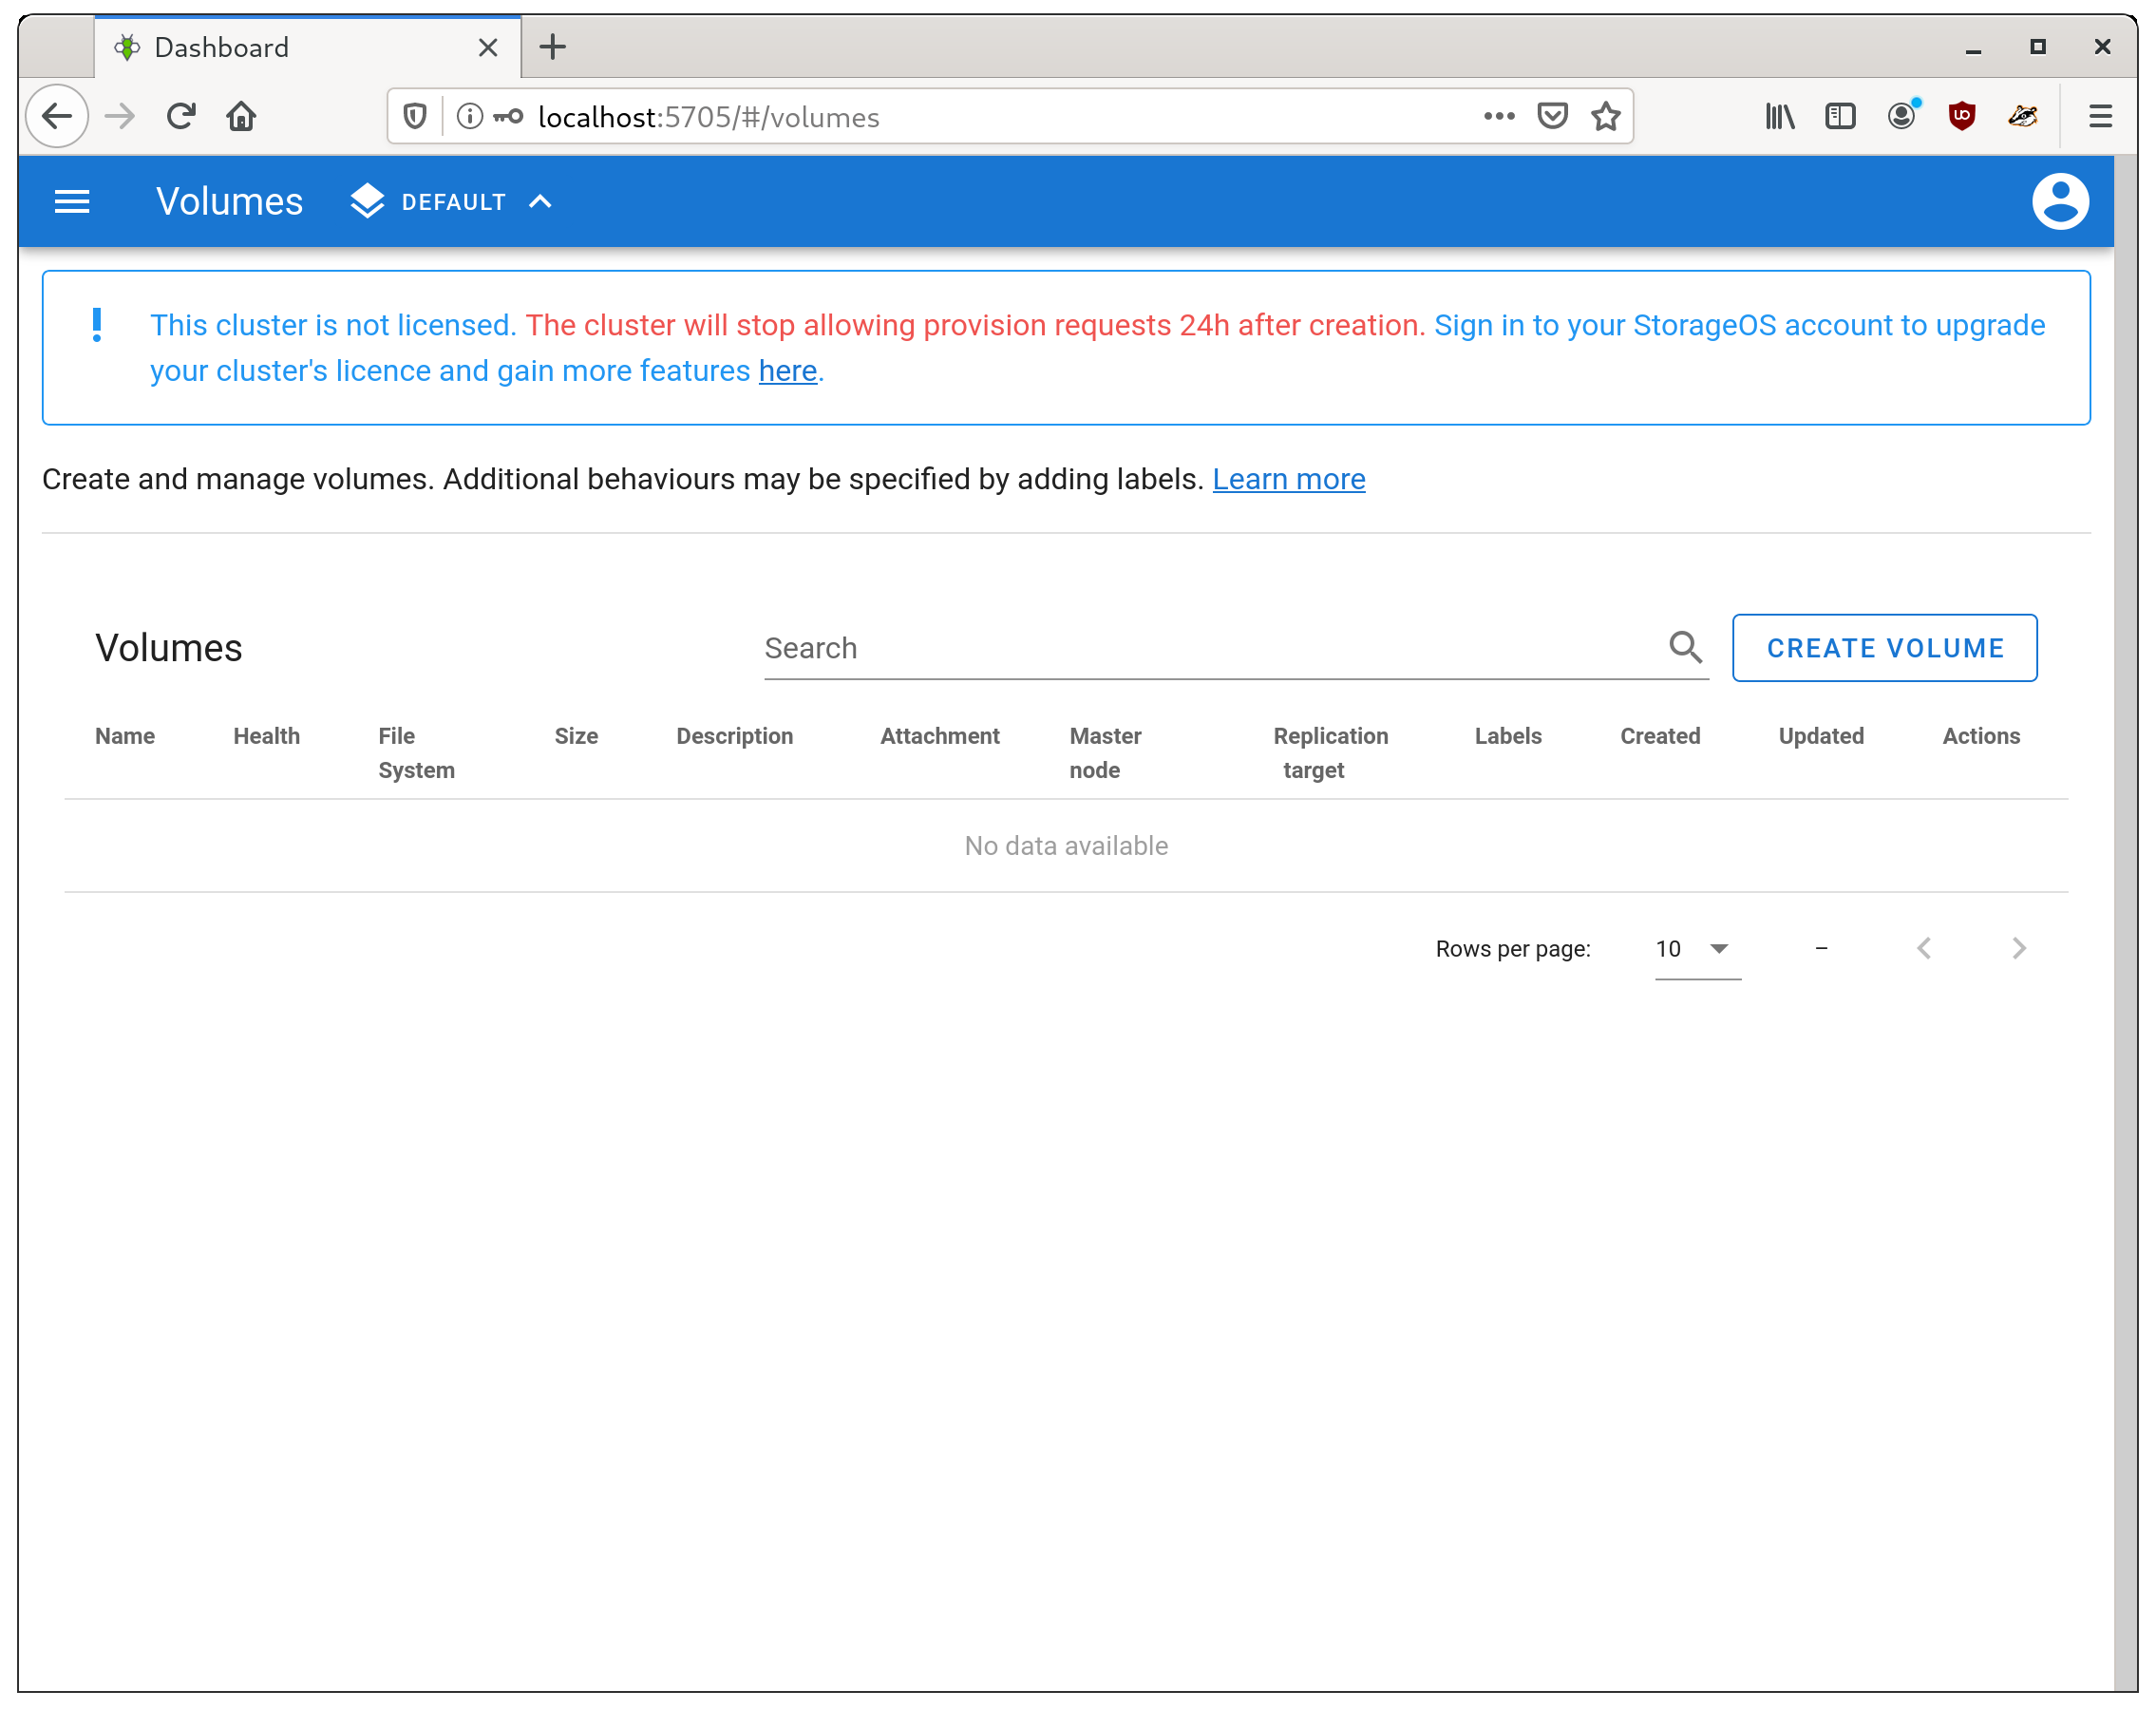 Dashboard
localhost:5705/#/volumes
Volumes DEFAULT
This cluster is not licensed. The cluster will stop allowing provision requests 24h after creation. Sign in to your StorageOS account to upgrade
your cluster's licence and gain more features here.
Create and manage volumes. Additional behaviours may be specified by adding labels. Learn more
Volumes Search CREATE VOLUME
Name Health File System Size Description Attachment Master node Replication target Labels Created Updated Actions
No data available
Rows per page: 10 –